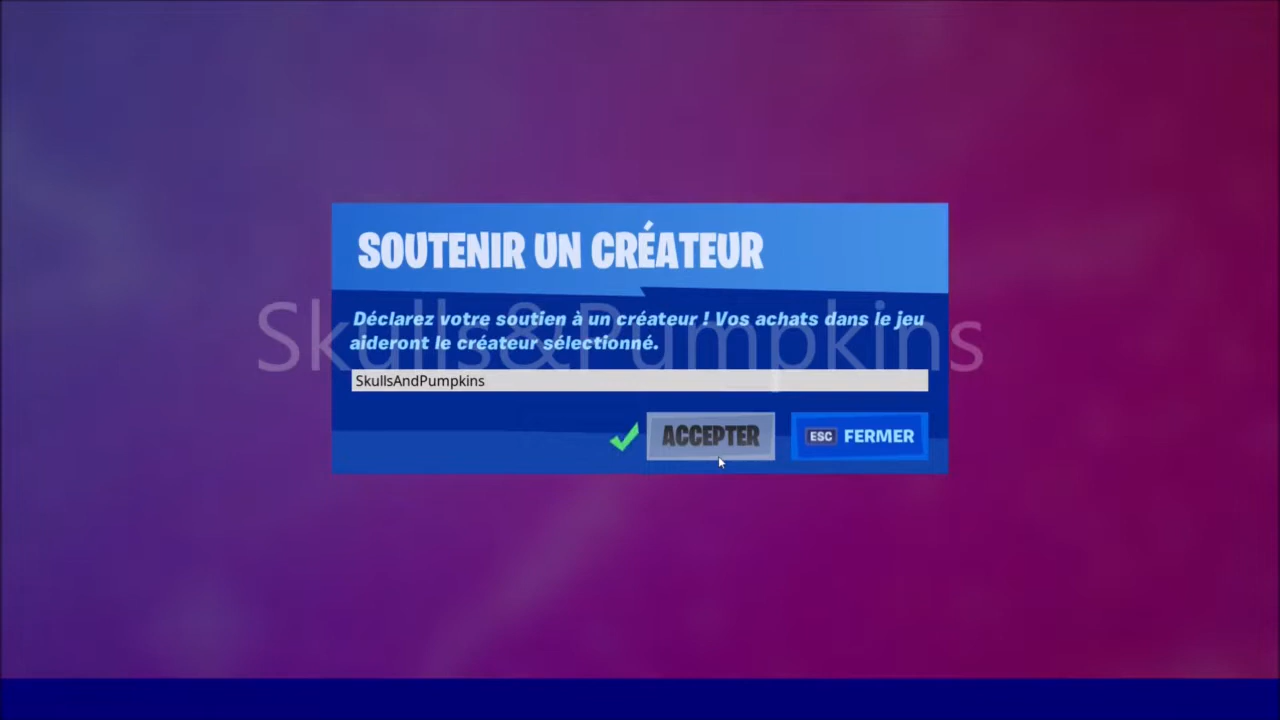 SOUTENIR UN CRÉATEUR
Déclarez votre soutien à un créateur ! Vos achats dans le jeu
aideront le créateur sélectionné.
Skulls&Pumpkins
SkullsAndPumpkins
ACCEPTER
ESC FERMER